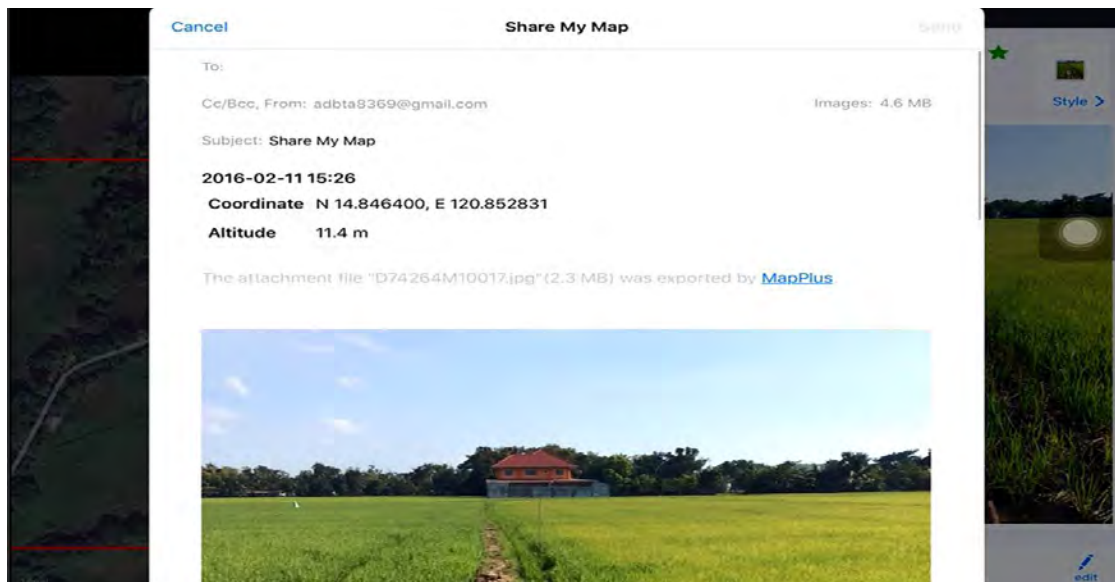 Cancel Share My Map Send
Style >
To:
Cc/Bcc, From: adbta8369@gmail.com Images: 4.6 MB
Subject: Share My Map
2016-02-11 15:26
Coordinate N 14.846400, E 120.852831
Altitude 11.4 m
The attachment file "D74264M10017.jpg"(2.3 MB) was exported by MapPlus
edit